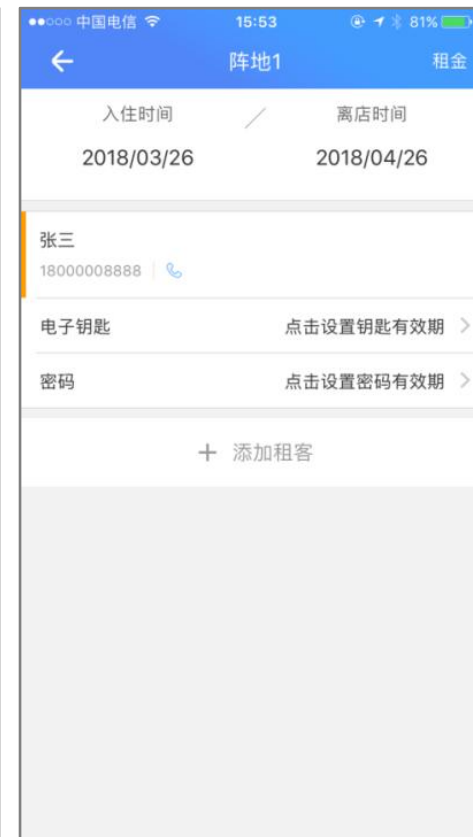 中国电信 15:53 81%
阵地1 租金
入住时间 / 离店时间
2018/03/26 2018/04/26
张三
18000008888
电子钥匙 点击设置钥匙有效期
密码 点击设置密码有效期
+ 添加租客